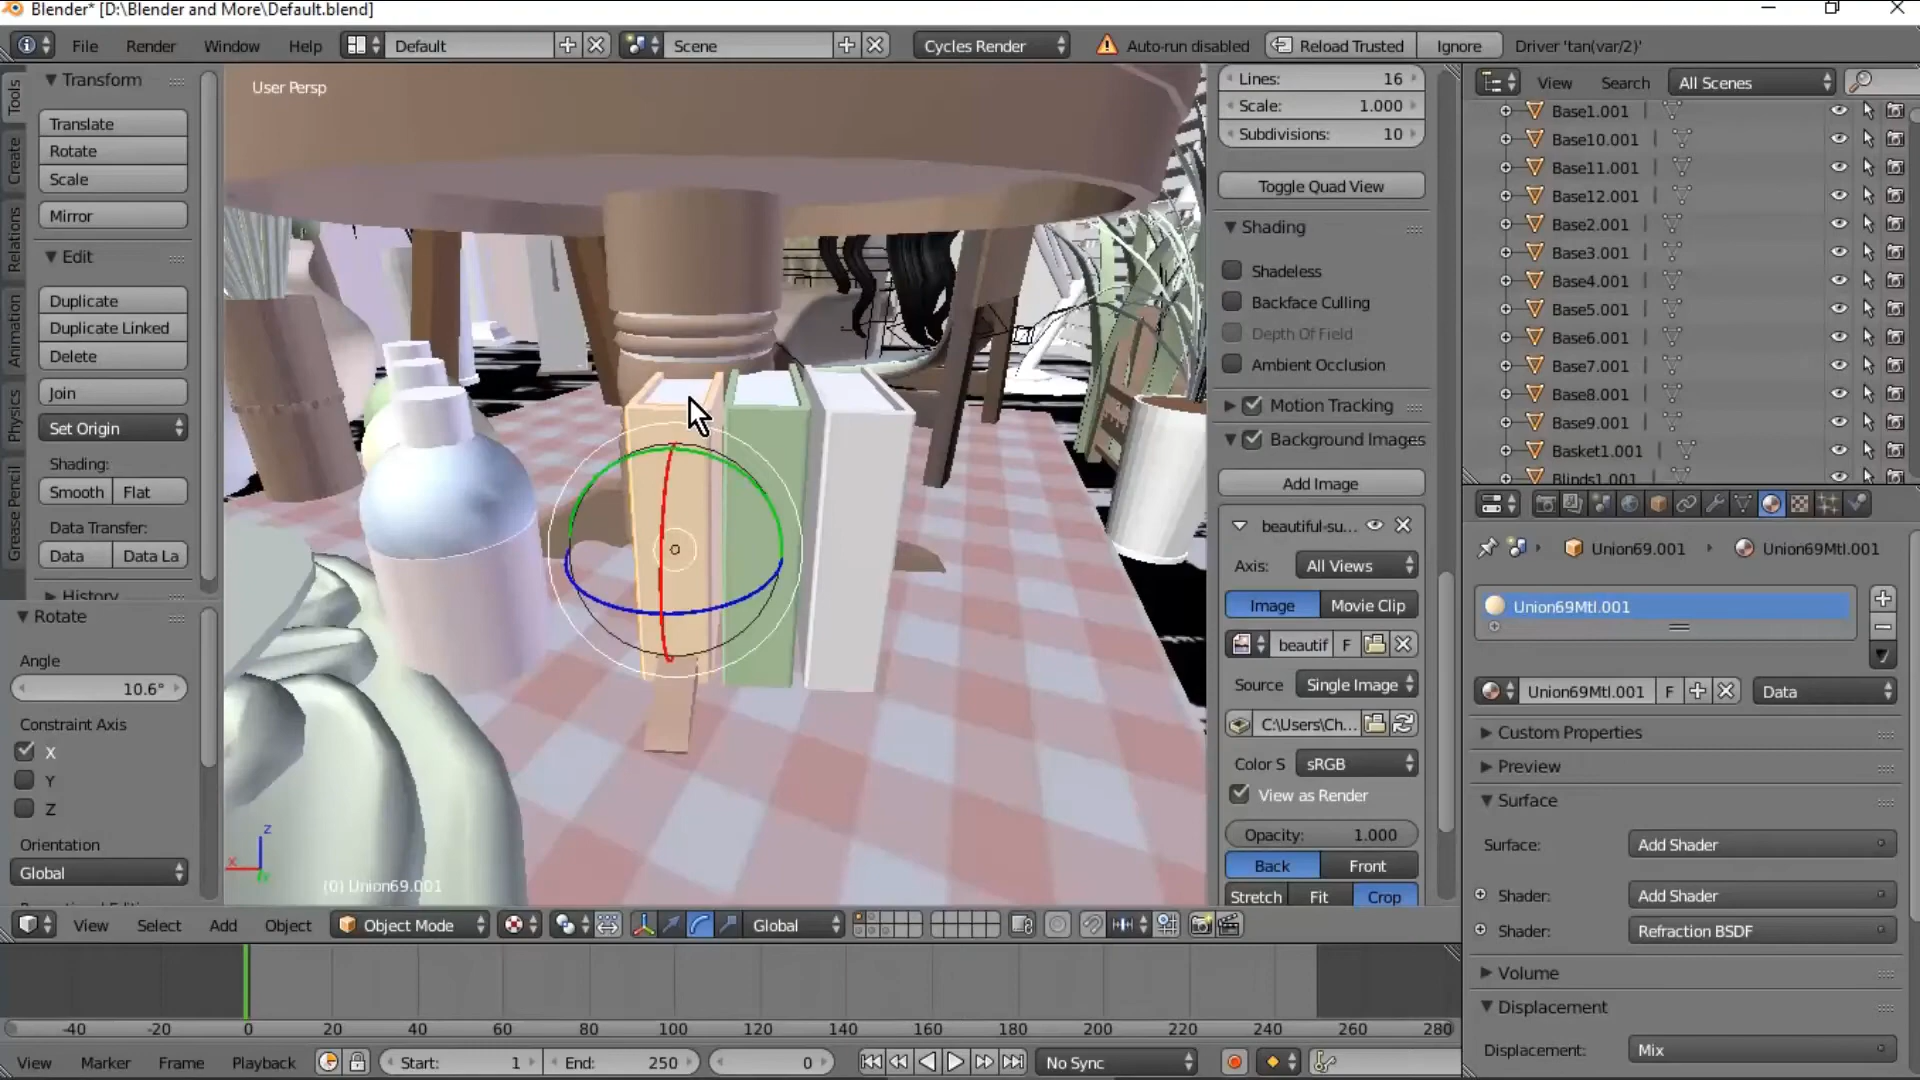 Blender* [D:\Blender and More\Default.blend]
File Render Window Help Default Scene Cycles Render Auto-run disabled Reload Trusted Ignore Driver 'tan(var/2)'
Tools
Create
Relations
Animation
Physics
Grease Pencil
Transform
Translate
Rotate
Scale
Mirror
Edit
Duplicate
Duplicate Linked
Delete
Join
Set Origin
Shading:
Smooth Flat
Data Transfer:
Data Data La
History
Rotate
Angle
10.6°
Constraint Axis
X
Y
Z
Orientation
Global
User Persp
z
x
(0) Union69.001
Lines: 16
Scale: 1.000
Subdivisions: 10
Toggle Quad View
Shading
Shadeless
Backface Culling
Depth Of Field
Ambient Occlusion
Motion Tracking
Background Images
Add Image
beautiful-su...
Axis: All Views
Image Movie Clip
beautif F
Source Single Image
C:\Users\Ch...
Color S sRGB
View as Render
Opacity: 1.000
Back Front
Stretch Fit Crop
View Search All Scenes
Base1.001
Base10.001
Base11.001
Base12.001
Base2.001
Base3.001
Base4.001
Base5.001
Base6.001
Base7.001
Base8.001
Base9.001
Basket1.001
Blinds1.001
Union69.001 Union69Mtl.001
Union69Mtl.001
Union69Mtl.001 F Data
Custom Properties
Preview
Surface
Surface: Add Shader
Shader: Add Shader
Shader: Refraction BSDF
Volume
Displacement
Displacement: Mix
View Select Add Object Object Mode Global
-40 -20 0 20 40 60 80 100 120 140 160 180 200 220 240 260 280
View Marker Frame Playback Start: 1 End: 250 0 No Sync